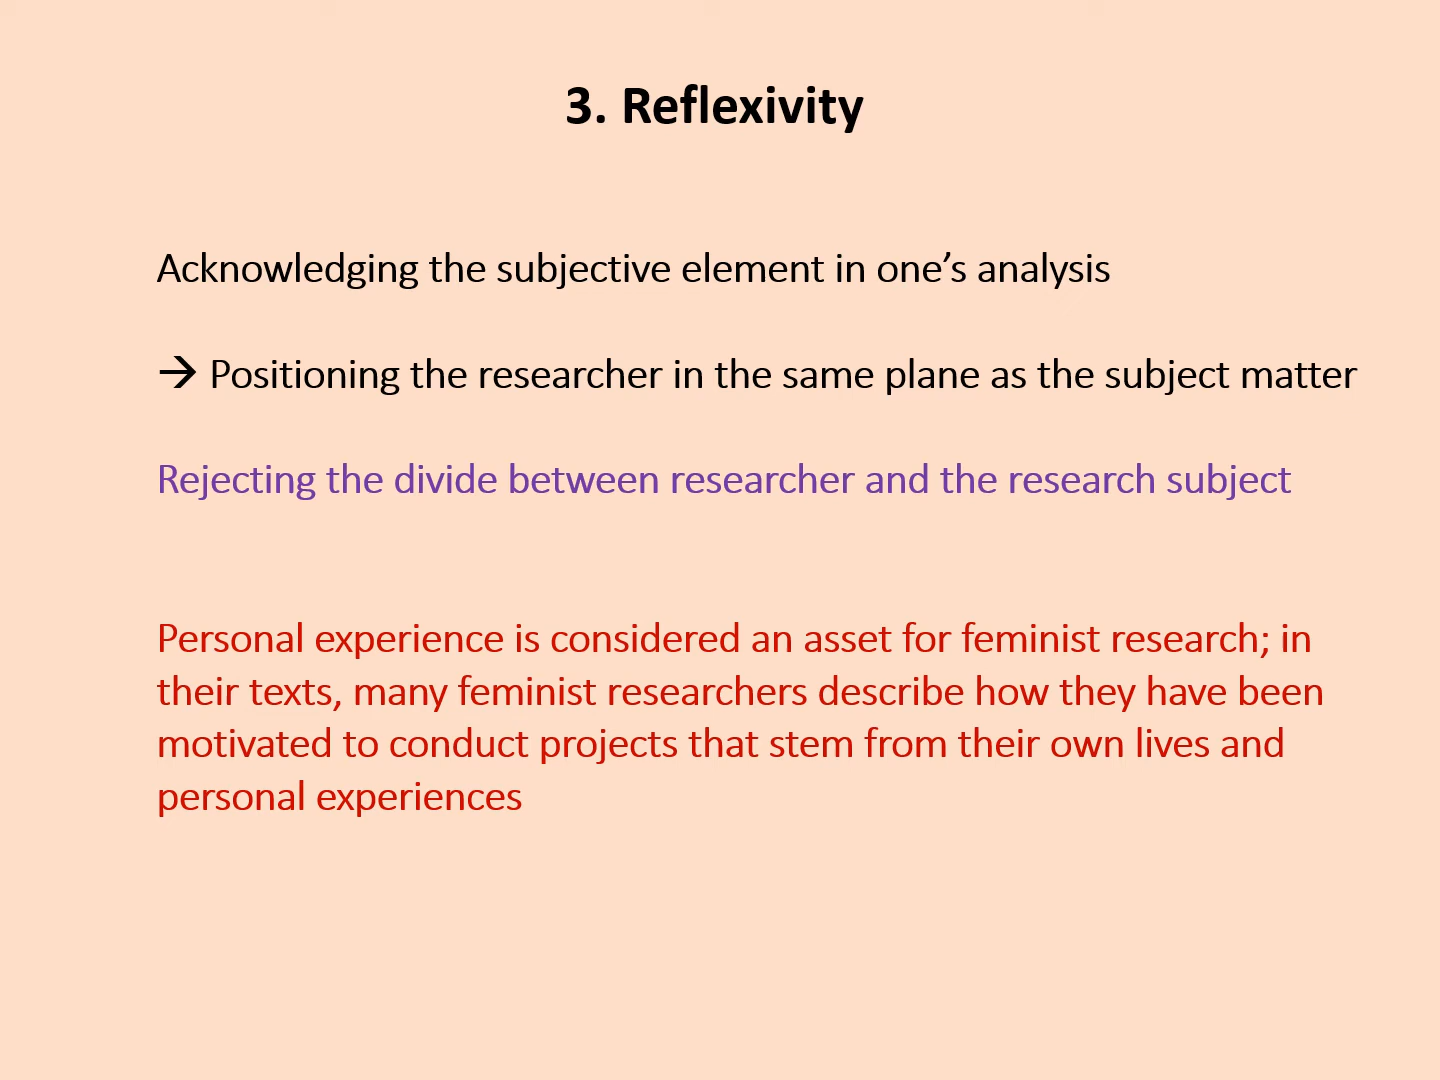 3. Reflexivity
Acknowledging the subjective element in one’s analysis
→ Positioning the researcher in the same plane as the subject matter
Rejecting the divide between researcher and the research subject
Personal experience is considered an asset for feminist research; in
their texts, many feminist researchers describe how they have been
motivated to conduct projects that stem from their own lives and
personal experiences